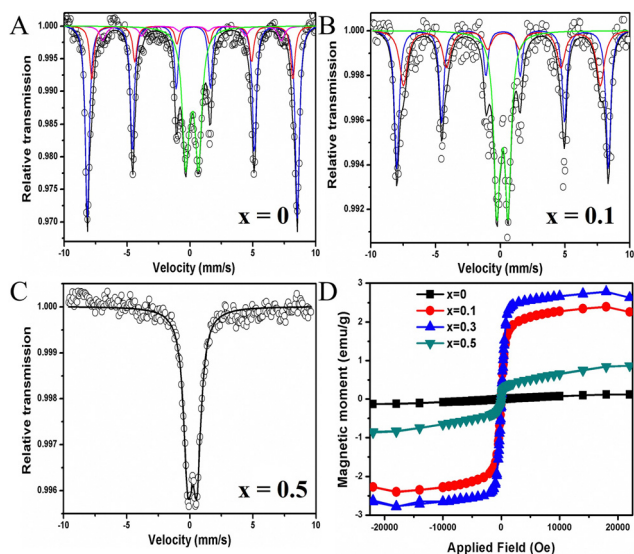 A
1.000
0.995
0.990
0.985
0.980
0.975
0.970
Relative transmission
x = 0
-10 -5 0 5 10
Velocity (mm/s)
B
1.000
0.998
0.996
0.994
0.992
Relative transmission
x = 0.1
-10 -5 0 5 10
Velocity (mm/s)
C
1.000
0.999
0.998
0.997
0.996
Relative transmission
x = 0.5
-10 -5 0 5 10
Velocity (mm/s)
D
3
2
1
0
-1
-2
-3
Magnetic moment (emu/g)
x=0
x=0.1
x=0.3
x=0.5
-20000 -10000 0 10000 20000
Applied Field (Oe)